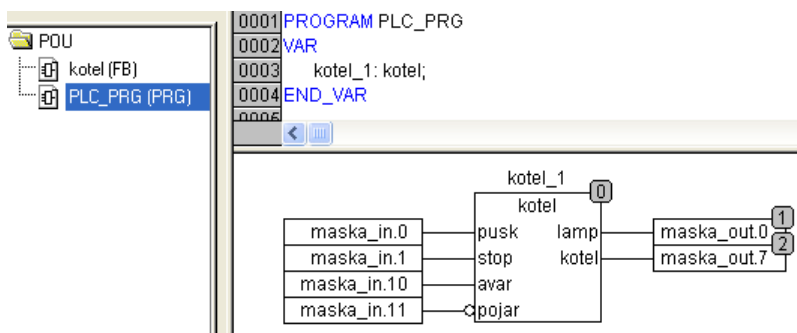 POU
kotel (FB)
PLC_PRG (PRG)
0001 PROGRAM PLC_PRG
0002 VAR
0003 kotel_1: kotel;
0004 END_VAR
0005
kotel_1
0
kotel
maska_in.0 pusk lamp maska_out.0 1
maska_in.1 stop kotel maska_out.7 2
maska_in.10 avar
maska_in.11 pojar